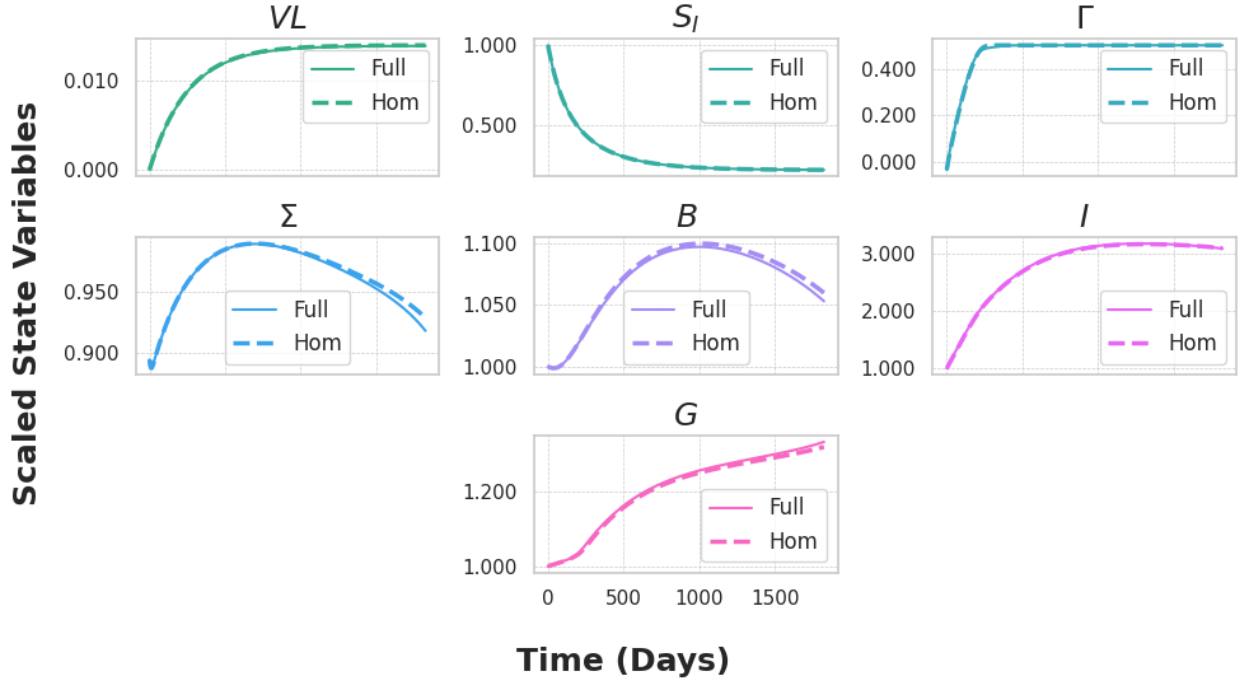 VL
0.010
0.000
Full
Hom
S_I
1.000
0.500
Full
Hom
Γ
0.400
0.200
0.000
Full
Hom
Scaled State Variables
Σ
0.950
0.900
Full
Hom
B
1.100
1.050
1.000
Full
Hom
I
3.000
2.000
1.000
Full
Hom
G
1.200
1.000
Full
Hom
0 500 1000 1500
Time (Days)